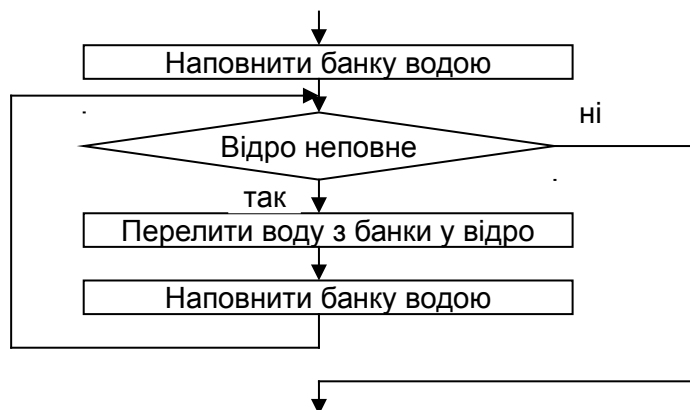 Наповнити банку водою
ні
Відро неповне
так
Перелити воду з банки у відро
Наповнити банку водою